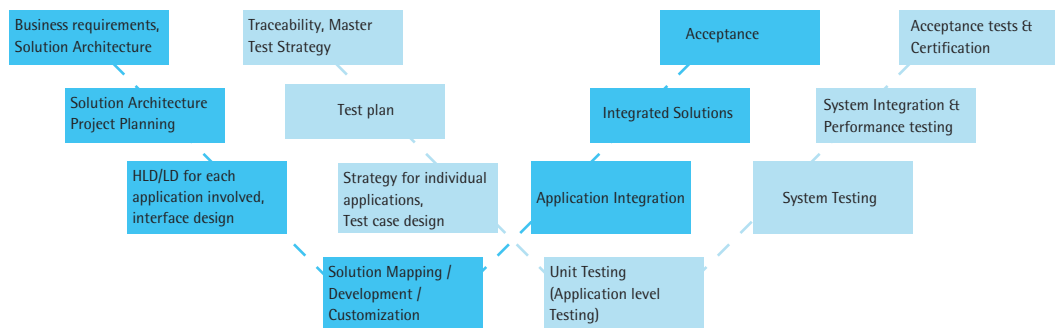 Business requirements,
Solution Architecture
Traceability, Master
Test Strategy
Acceptance
Acceptance tests &
Certification
Solution Architecture
Project Planning
Test plan
Integrated Solutions
System Integration &
Performance testing
HLD/LD for each
application involved,
interface design
Strategy for individual
applications,
Test case design
Application Integration
System Testing
Solution Mapping /
Development /
Customization
Unit Testing
(Application level
Testing)